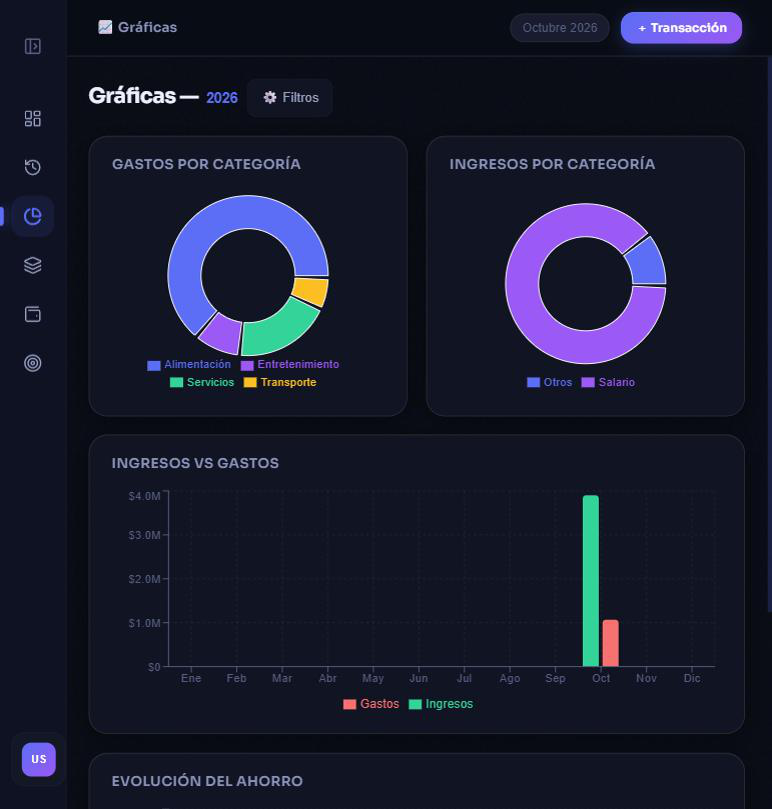 Gráficas
Octubre 2026
+ Transacción
Gráficas — 2026
Filtros
GASTOS POR CATEGORÍA
Alimentación Entretenimiento
Servicios Transporte
INGRESOS POR CATEGORÍA
Otros Salario
INGRESOS VS GASTOS
$4.0M
$3.0M
$2.0M
$1.0M
$0
Ene Feb Mar Abr May Jun Jul Ago Sep Oct Nov Dic
Gastos Ingresos
US
EVOLUCIÓN DEL AHORRO